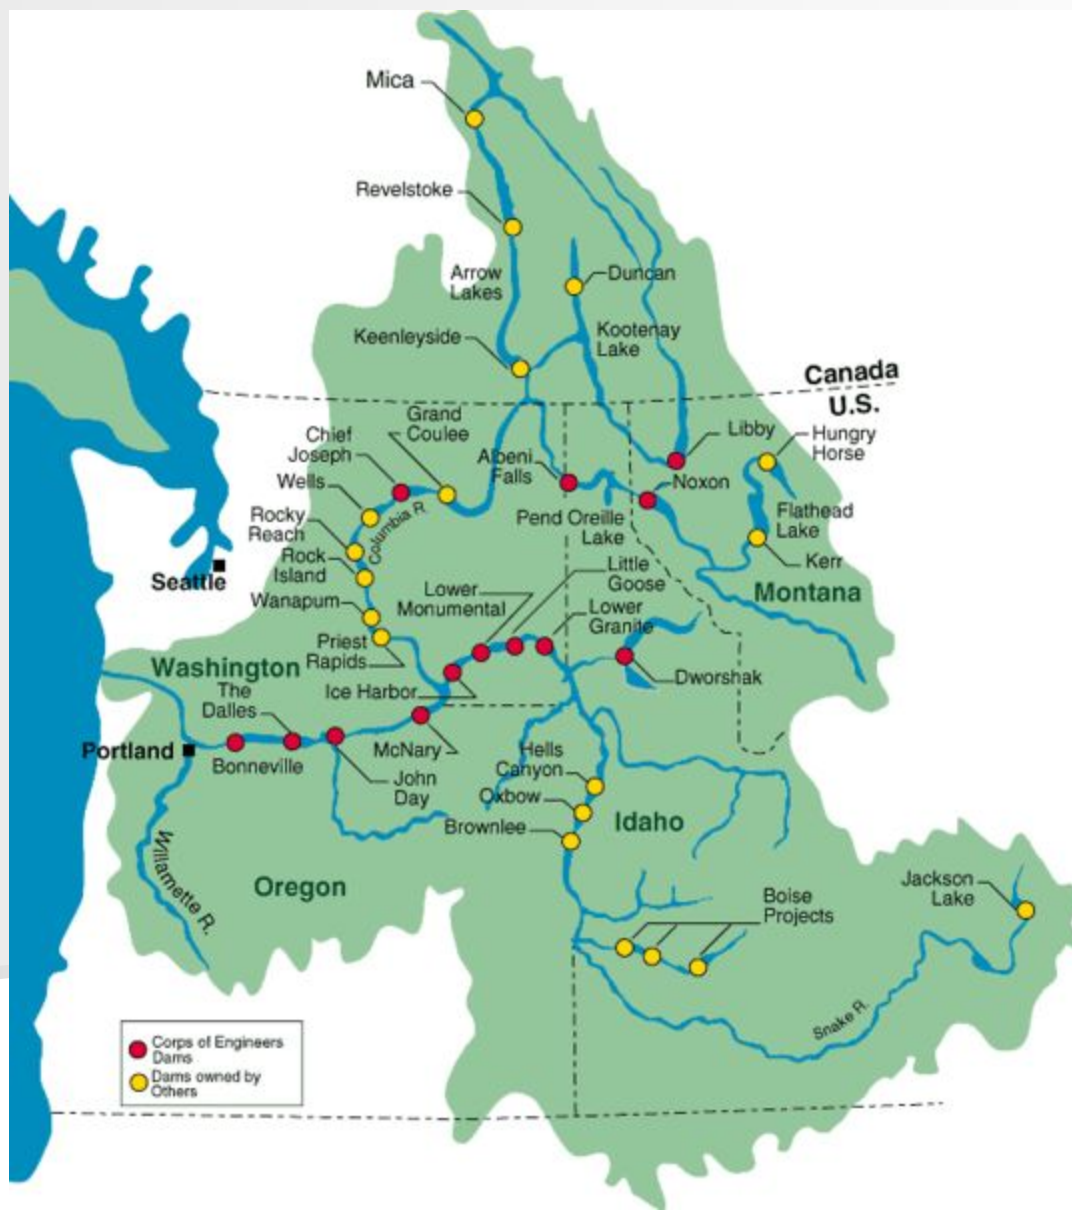 Mica
Revelstoke
Arrow
Lakes
Duncan
Keenleyside
Kootenay
Lake
Canada
U.S.
Grand
Coulee
Chief
Joseph
Albeni
Falls
Libby
Hungry
Horse
Wells
Noxon
Rocky
Reach
Columbia R.
Pend Oreille
Lake
Flathead
Lake
Rock
Island
Kerr
Seattle
Little
Goose
Wanapum
Lower
Monumental
Lower
Granite
Montana
Priest
Rapids
Washington
Ice Harbor
Dworshak
The
Dalles
Portland
Bonneville
McNary
John
Day
Hells
Canyon
Oxbow
Brownlee
Idaho
Willamette R.
Oregon
Boise
Projects
Jackson
Lake
Snake R.
Corps of Engineers
Dams
Dams owned by
Others